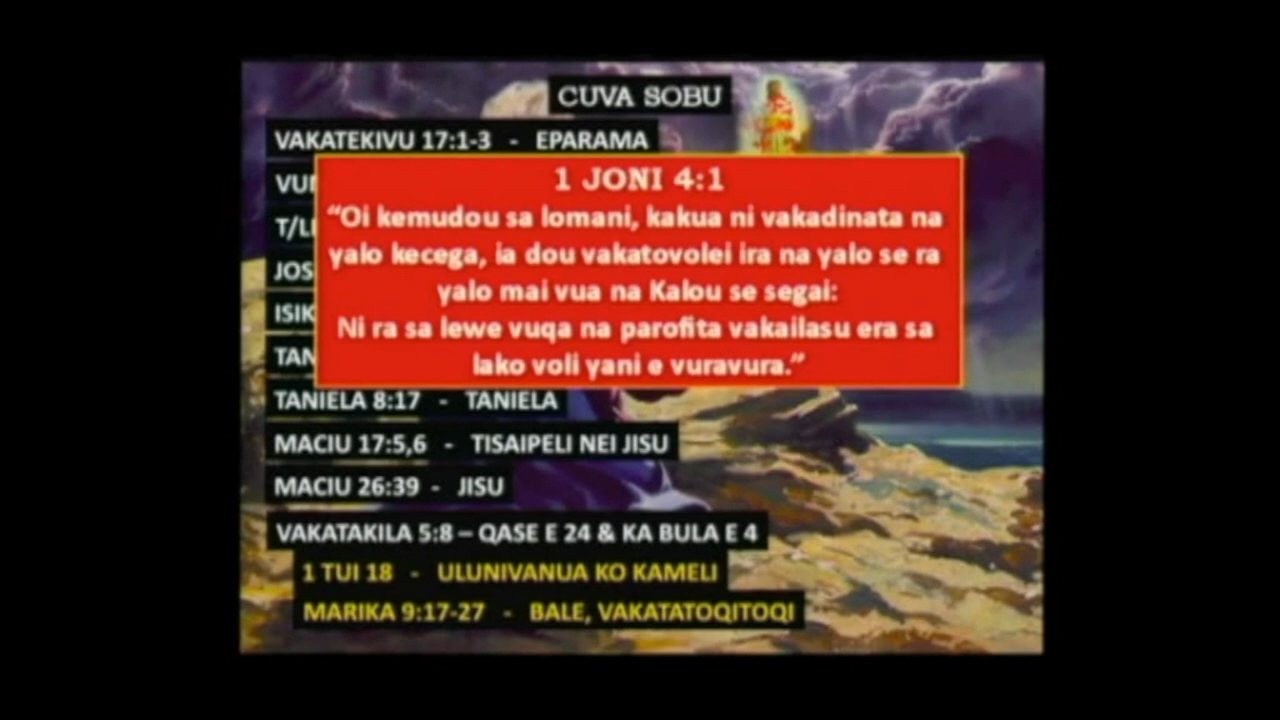 CUVA SOBU
VAKATEKIVU 17:1-3 - EPARAMA
1 JONI 4:1
“Oi kemudou sa lomani, kakua ni vakadinata na
yalo kecega, ia dou vakatovolei ira na yalo se ra
yalo mai vua na Kalou se segai:
Ni ra sa lewe vuqa na parofita vakailasu era sa
lako voli yani e vuravura.”
T/L
JOS
ISIK
TAN
TANIELA 8:17 - TANIELA
MACIU 17:5,6 - TISAIPELI NEI JISU
MACIU 26:39 - JISU
VAKATAKILA 5:8 – QASE E 24 & KA BULA E 4
1 TUI 18 - ULUNIVANUA KO KAMELI
MARIKA 9:17-27 - BALE, VAKATATOQITOQI